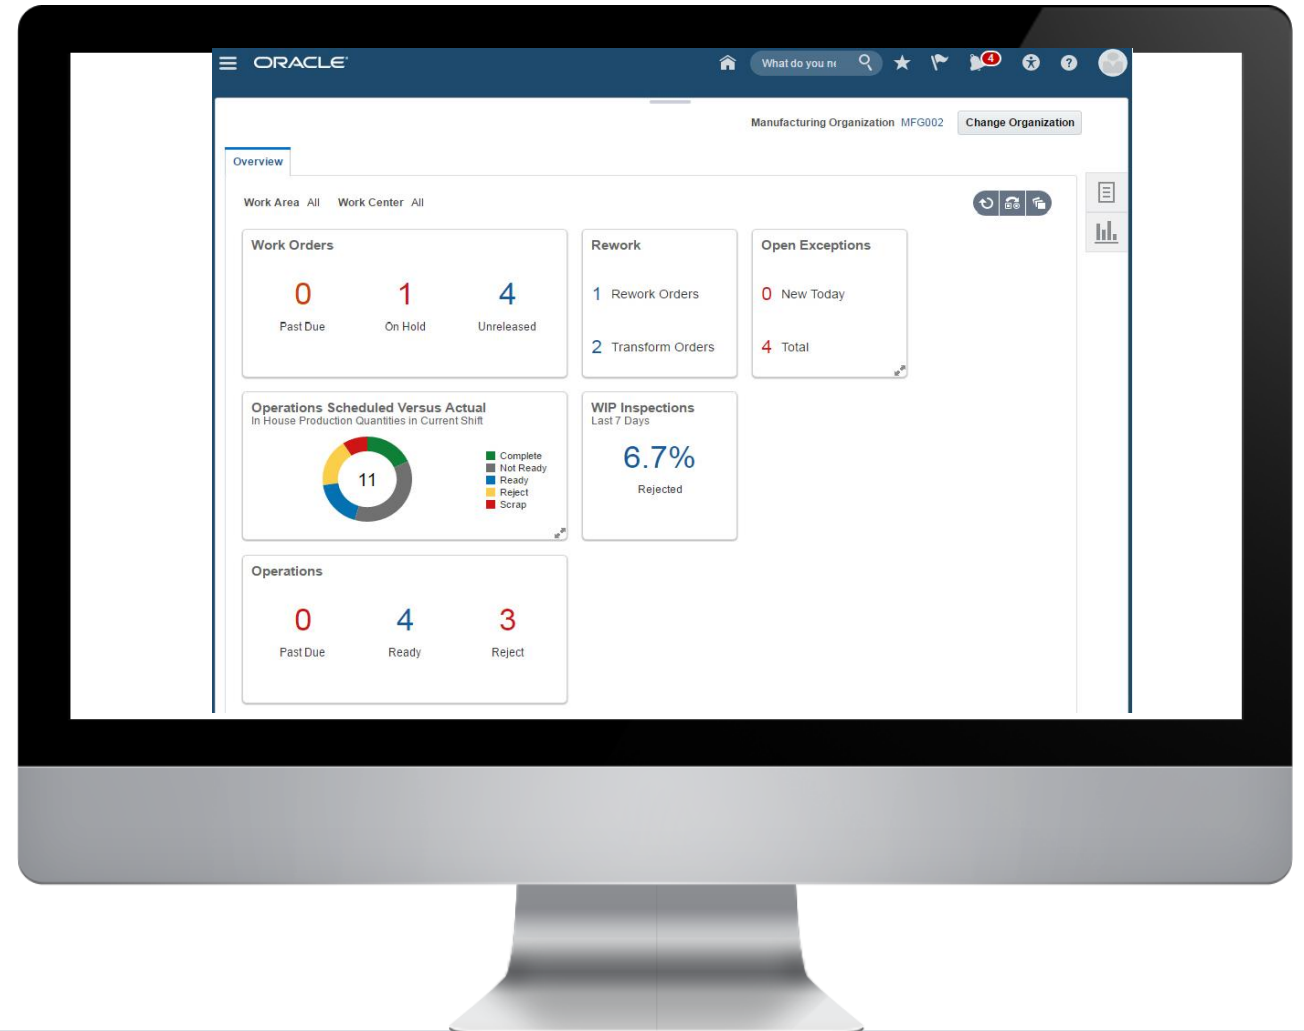 ORACLE
What do you ne
4
Manufacturing Organization MFG002 Change Organization
Overview
Work Area All Work Center All
Work Orders
0 1 4
Past Due On Hold Unreleased
Rework
1 Rework Orders
2 Transform Orders
Open Exceptions
0 New Today
4 Total
Operations Scheduled Versus Actual
In House Production Quantities in Current Shift
11
Complete
Not Ready
Ready
Reject
Scrap
WIP Inspections
Last 7 Days
6.7%
Rejected
Operations
0 4 3
Past Due Ready Reject